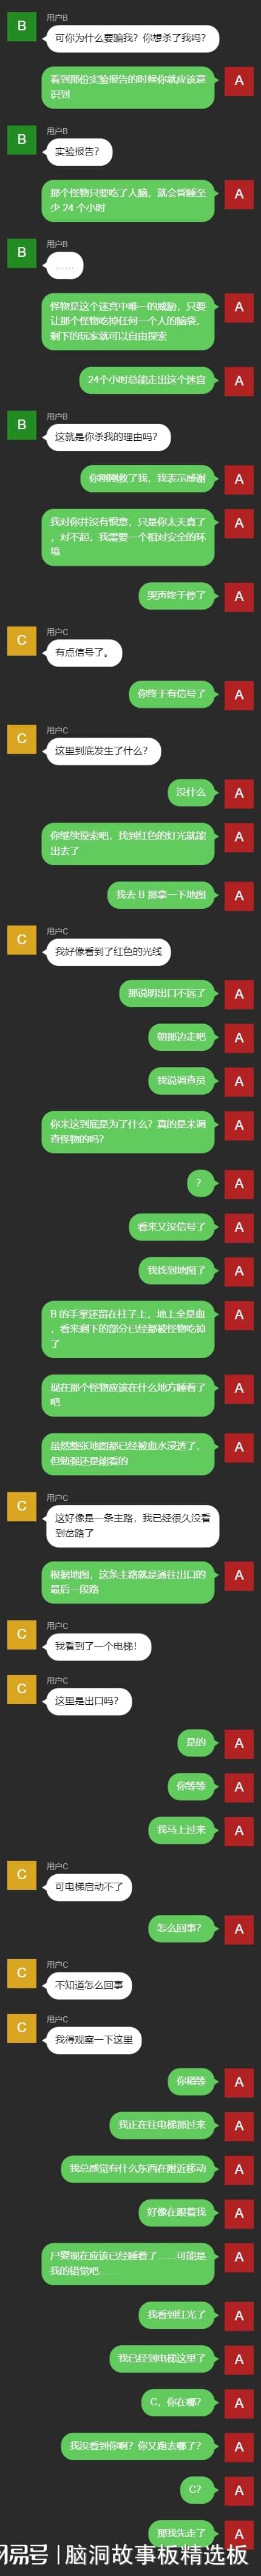 用户B
B
可你为什么要骗我？你想杀了我吗？
看到那份实验报告的时候你就应该意
识到
A
用户B
B
实验报告？
那个怪物只要吃了人脑，就会昏睡至
少 24 个小时
A
用户B
B
……
怪物是这个迷宫中唯一的威胁，只要
让那个怪物吃掉任何一个人的脑袋，
剩下的玩家就可以自由探索
A
24个小时总能走出这个迷宫
A
用户B
B
这就是你杀我的理由吗？
你刚刚救了我，我表示感谢
A
我对你并没有恨意，只是你太天真了
，对不起，我需要一个相对安全的环
境
A
哭声终于停了
A
用户C
C
有点信号了。
你终于有信号了
A
用户C
C
这里到底发生了什么？
没什么
A
你继续摸索吧，找到红色的灯光就能
出去了
A
我去 B 那拿一下地图
A
用户C
C
我好像看到了红色的光线
那说明出口不远了
A
朝那边走吧
A
我说调查员
A
你来这到底是为了什么？真的是来调
查怪物的吗？
A
？
A
看来又没信号了
A
我找到地图了
A
B 的手掌还留在柱子上，地上全是血
，看来剩下的部分已经都被怪物吃掉
了
A
现在那个怪物应该在什么地方睡着了
吧
A
虽然整张地图都已经被血水浸透了，
但勉强还是能看的
A
用户C
C
这好像是一条主路，我已经很久没看
到岔路了
根据地图，这条主路就是通往出口的
最后一段路
A
用户C
C
我看到了一个电梯！
用户C
C
这里是出口吗？
是的
A
你等等
A
我马上过来
A
用户C
C
可电梯启动不了
怎么回事？
A
用户C
C
不知道怎么回事
用户C
C
我得观察一下这里
你稍等
A
我正在往电梯那过来
A
我总感觉有什么东西在附近移动
A
好像在跟着我
A
尸婴现在应该已经睡着了……可能是
我的错觉吧……
A
我看到红光了
A
我已经到电梯这里了
A
C，你在哪？
A
我没看到你啊？你又跑去哪了？
A
C？
A
那我先走了
A
网易号 | 脑洞故事板精选板